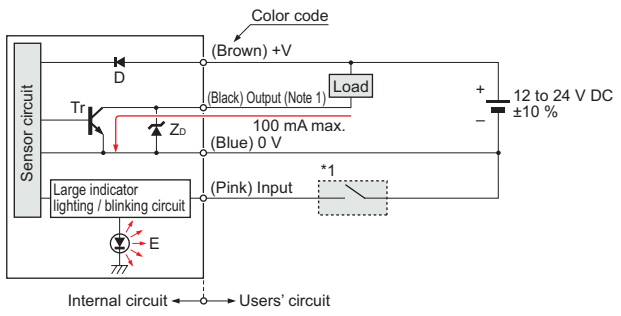 Color code
(Brown) +V
D
Load
(Black) Output (Note 1)
Tr
ZD
100 mA max.
+
–
12 to 24 V DC
±10 %
Sensor circuit
(Blue) 0 V
*1
(Pink) Input
Large indicator
lighting / blinking circuit
E
Internal circuit
Users' circuit